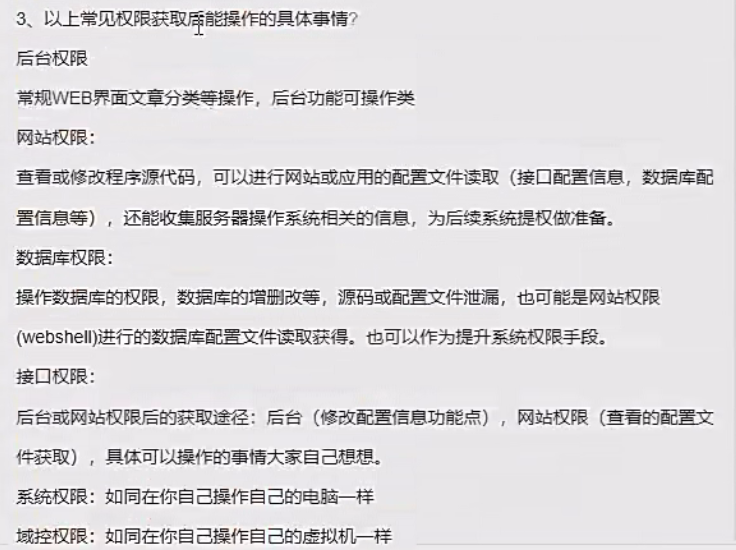 3、以上常见权限获取后能操作的具体事情?
后台权限
常规WEB界面文章分类等操作，后台功能可操作类
网站权限：
查看或修改程序源代码，可以进行网站或应用的配置文件读取（接口配置信息，数据库配
置信息等），还能收集服务器操作系统相关的信息，为后续系统提权做准备。
数据库权限：
操作数据库的权限，数据库的增删改等，源码或配置文件泄漏，也可能是网站权限
(webshell)进行的数据库配置文件读取获得。也可以作为提升系统权限手段。
接口权限：
后台或网站权限后的获取途径：后台（修改配置信息功能点），网站权限（查看的配置文
件获取），具体可以操作的事情大家自己想想。
系统权限：如同在你自己操作自己的电脑一样
域控权限：如同在你自己操作自己的虚拟机一样